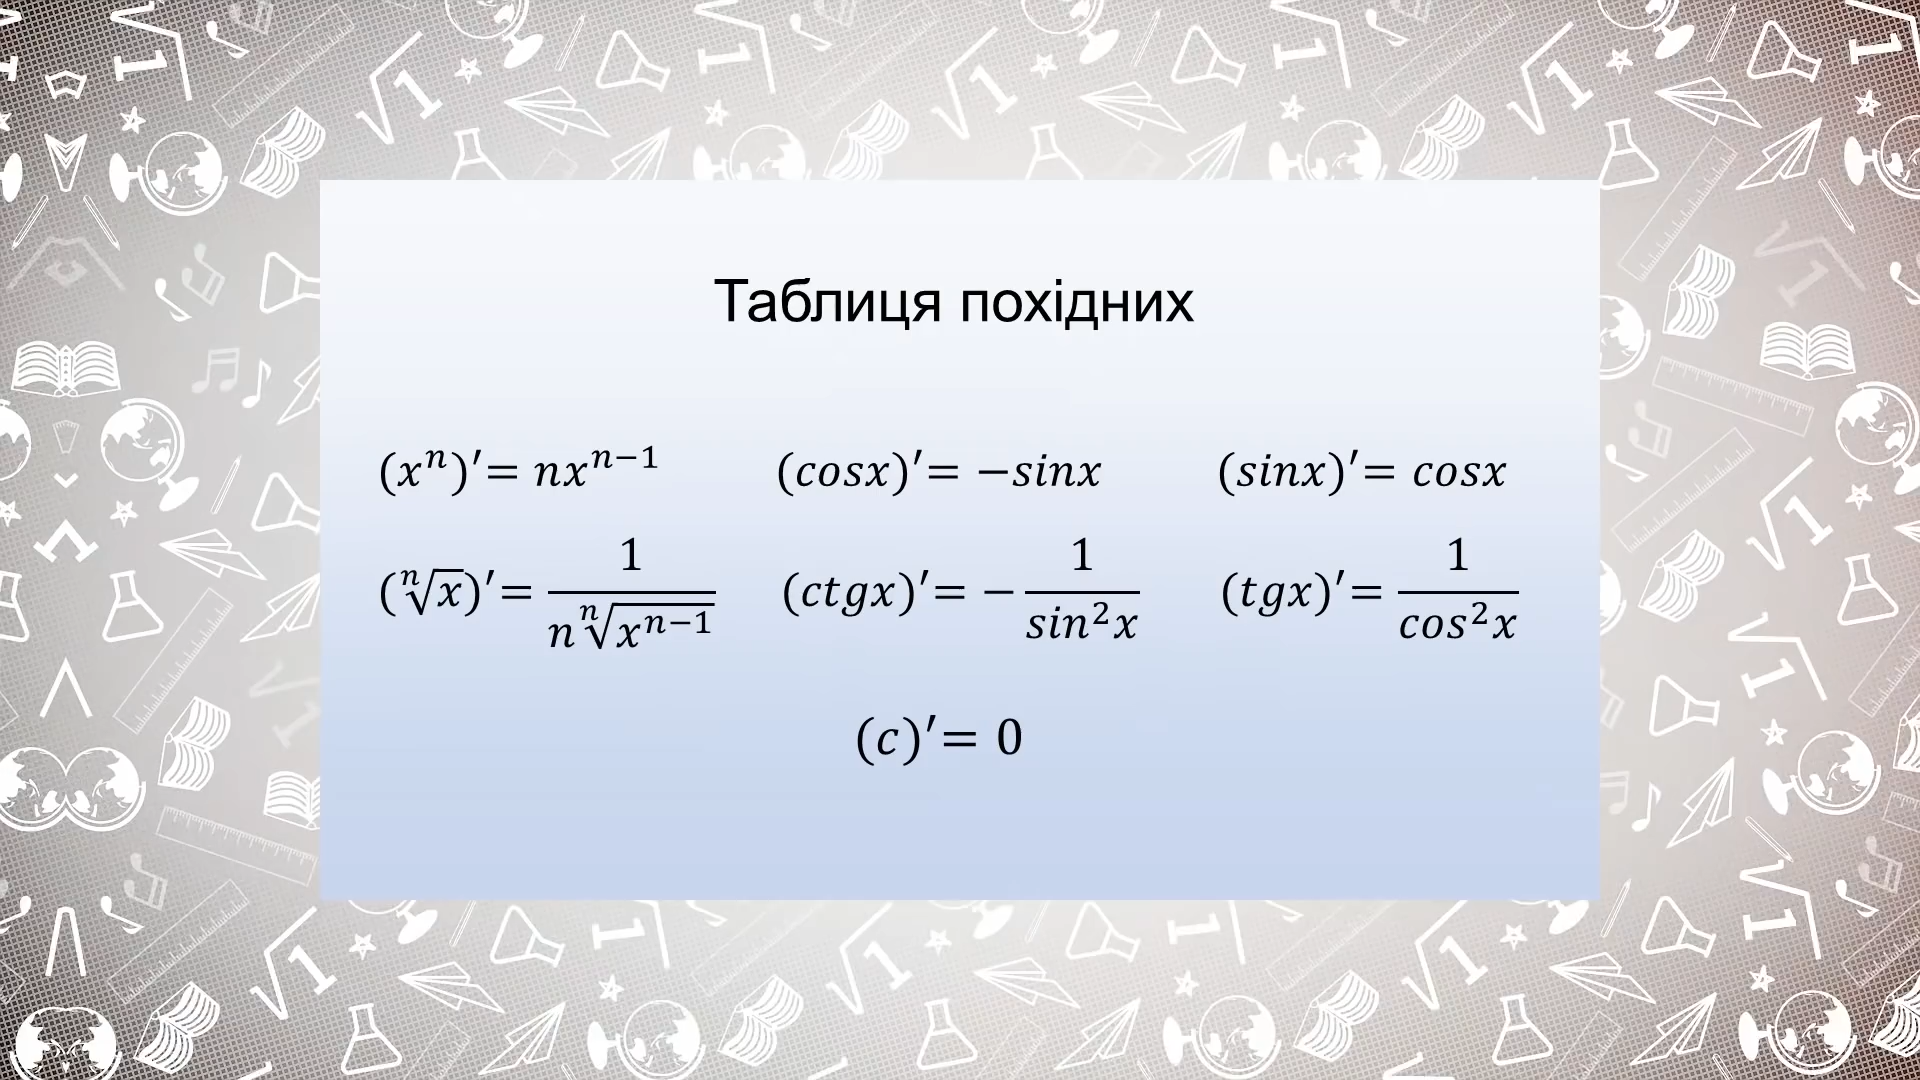 Таблиця похідних
(xⁿ)′= nxⁿ⁻¹ (cosx)′= −sinx (sinx)′= cosx
(ⁿ√x)′= 1/(n ⁿ√(xⁿ⁻¹)) (ctgx)′= − 1/(sin²x) (tgx)′= 1/(cos²x)
(c)′= 0